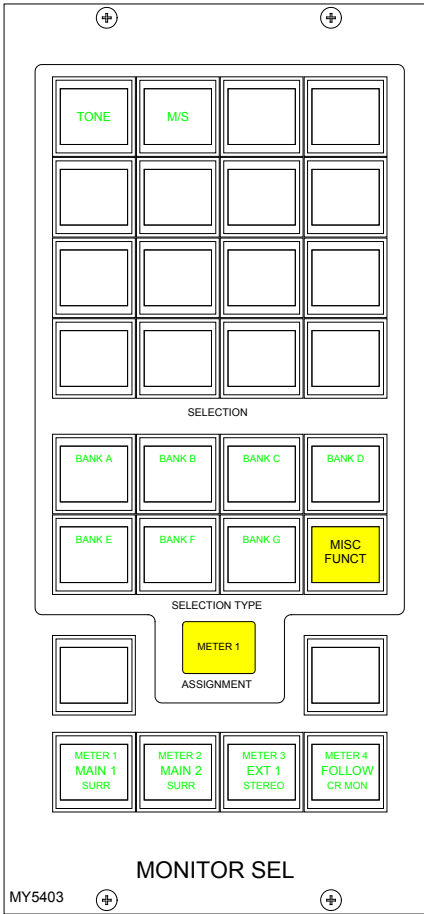 TONE M/S
SELECTION
BANK A BANK B BANK C BANK D
BANK E BANK F BANK G MISC
FUNCT
SELECTION TYPE
METER 1
ASSIGNMENT
METER 1 METER 2 METER 3 METER 4
MAIN 1 MAIN 2 EXT 1 FOLLOW
SURR SURR STEREO CR MON
MONITOR SEL
MY5403